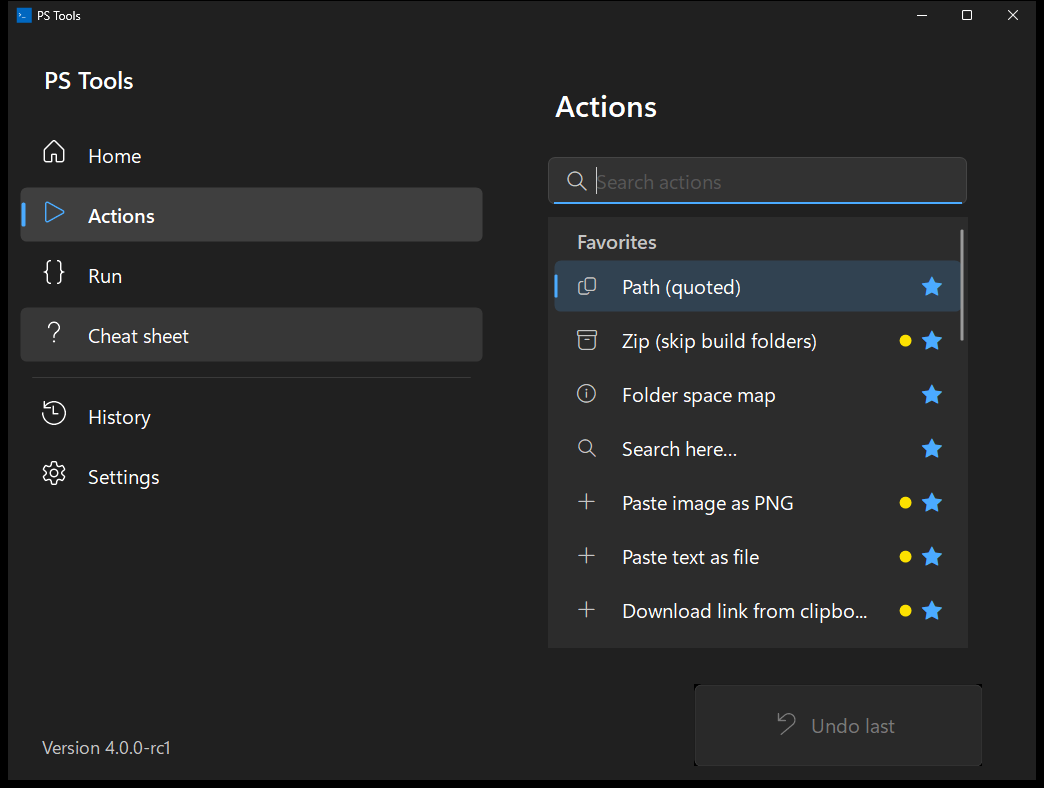 PS Tools
PS Tools
Home
Actions
Run
Cheat sheet
History
Settings
Version 4.0.0-rc1
Actions
Search actions
Favorites
Path (quoted)
Zip (skip build folders)
Folder space map
Search here...
Paste image as PNG
Paste text as file
Download link from clipbo...
Undo last